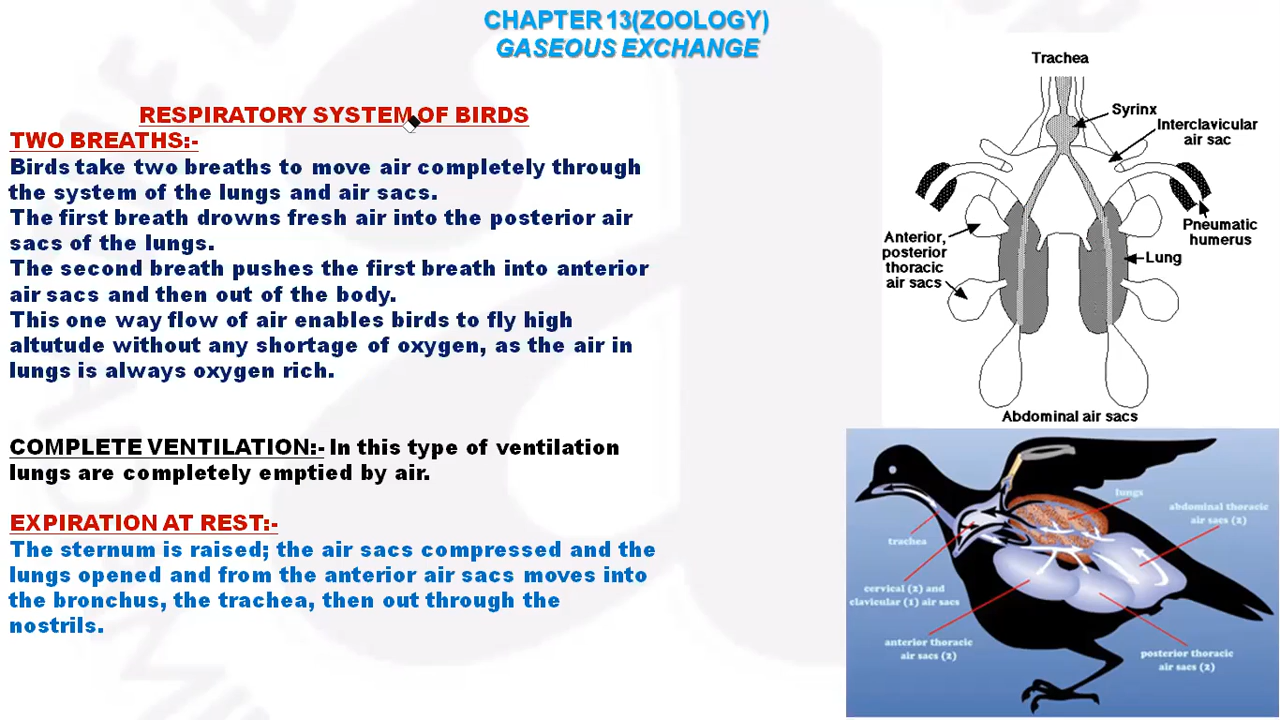 CHAPTER 13(ZOOLOGY)
GASEOUS EXCHANGE
RESPIRATORY SYSTEM OF BIRDS
TWO BREATHS:-
Birds take two breaths to move air completely through
the system of the lungs and air sacs.
The first breath drowns fresh air into the posterior air
sacs of the lungs.
The second breath pushes the first breath into anterior
air sacs and then out of the body.
This one way flow of air enables birds to fly high
altutude without any shortage of oxygen, as the air in
lungs is always oxygen rich.
COMPLETE VENTILATION:- In this type of ventilation
lungs are completely emptied by air.
EXPIRATION AT REST:-
The sternum is raised; the air sacs compressed and the
lungs opened and from the anterior air sacs moves into
the bronchus, the trachea, then out through the
nostrils.
Trachea
Syrinx
Interclavicular
air sac
Pneumatic
humerus
Anterior,
posterior
thoracic
air sacs
Lung
Abdominal air sacs
lungs
abdominal thoracic
air sacs (2)
trachea
cervical (2) and
clavicular (1) air sacs
anterior thoracic
air sacs (2)
posterior thoracic
air sacs (2)